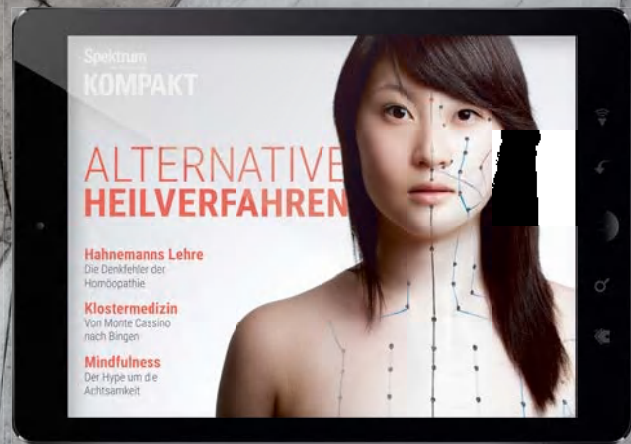 Spektrum
KOMPAKT
ALTERNATIVE
HEILVERFAHREN
Hahnemanns Lehre
Die Denkfehler der
Homöopathie
Klostermedizin
Von Monte Cassino
nach Bingen
Mindfulness
Der Hype um die
Achtsamkeit